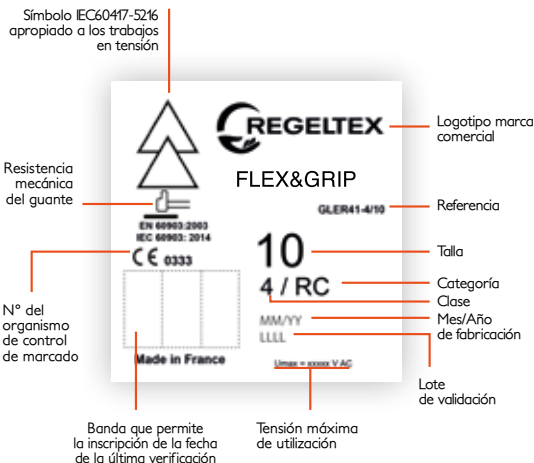 Símbolo IEC60417-5216
apropiado a los trabajos
en tensión
REGELTEX
Logotipo marca
comercial
Resistencia
mecánica
del guante
FLEX&GRIP
GLER41-4/10
Referencia
EN 60903:2003
IEC 60903: 2014
CE 0333
10
Talla
4 / RC
Categoría
Clase
MM/YY
Mes/Año
de fabricación
LLLL
N° del
organismo
de control
de marcado
Made in France
Umax = xxxxx V AC
Lote
de validación
Banda que permite
la inscripción de la fecha
de la última verificación
Tensión máxima
de utilización